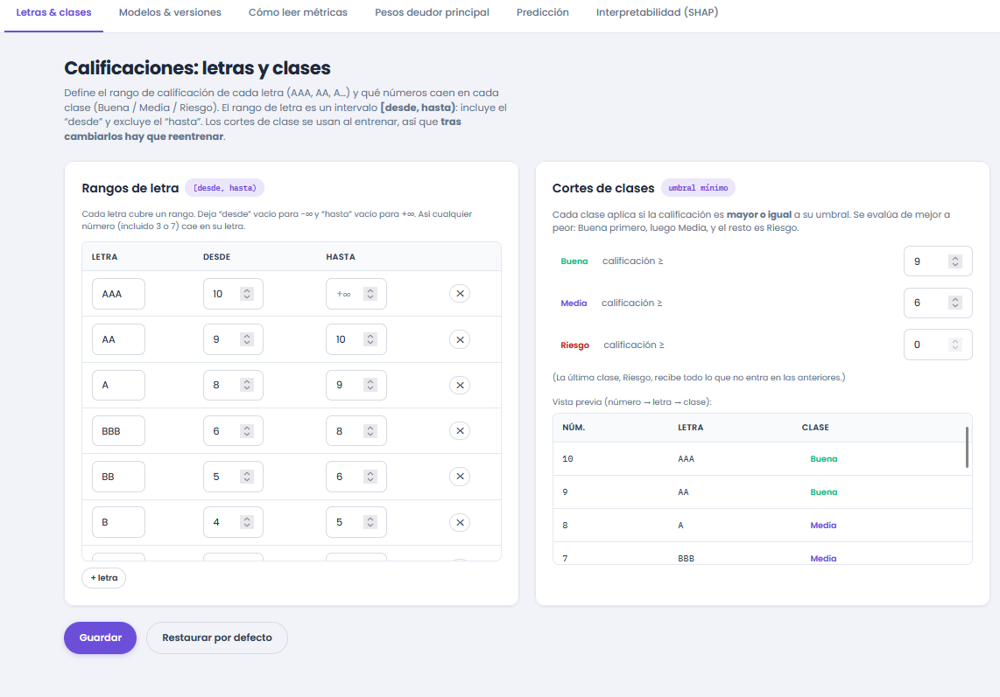 Letras & clases
Modelos & versiones
Cómo leer métricas
Pesos deudor principal
Predicción
Interpretabilidad (SHAP)
Calificaciones: letras y clases
Define el rango de calificación de cada letra (AAA, AA, A…) y qué números caen en cada
clase (Buena / Media / Riesgo). El rango de letra es un intervalo [desde, hasta): incluye el
“desde” y excluye el “hasta”. Los cortes de clase se usan al entrenar, así que tras
cambiarlos hay que reentrenar.
Rangos de letra [desde, hasta)
Cada letra cubre un rango. Deja “desde” vacío para -∞ y “hasta” vacío para +∞. Así cualquier
número (incluido 3 o 7) cae en su letra.
LETRA DESDE HASTA
AAA 10 +∞
AA 9 10
A 8 9
BBB 6 8
BB 5 6
B 4 5
+ letra
Cortes de clases umbral mínimo
Cada clase aplica si la calificación es mayor o igual a su umbral. Se evalúa de mejor a
peor: Buena primero, luego Media, y el resto es Riesgo.
Buena calificación ≥ 9
Media calificación ≥ 6
Riesgo calificación ≥ 0
(La última clase, Riesgo, recibe todo lo que no entra en las anteriores.)
Vista previa (número → letra → clase):
NÚM. LETRA CLASE
10 AAA Buena
9 AA Buena
8 A Media
7 BBB Media
Guardar
Restaurar por defecto